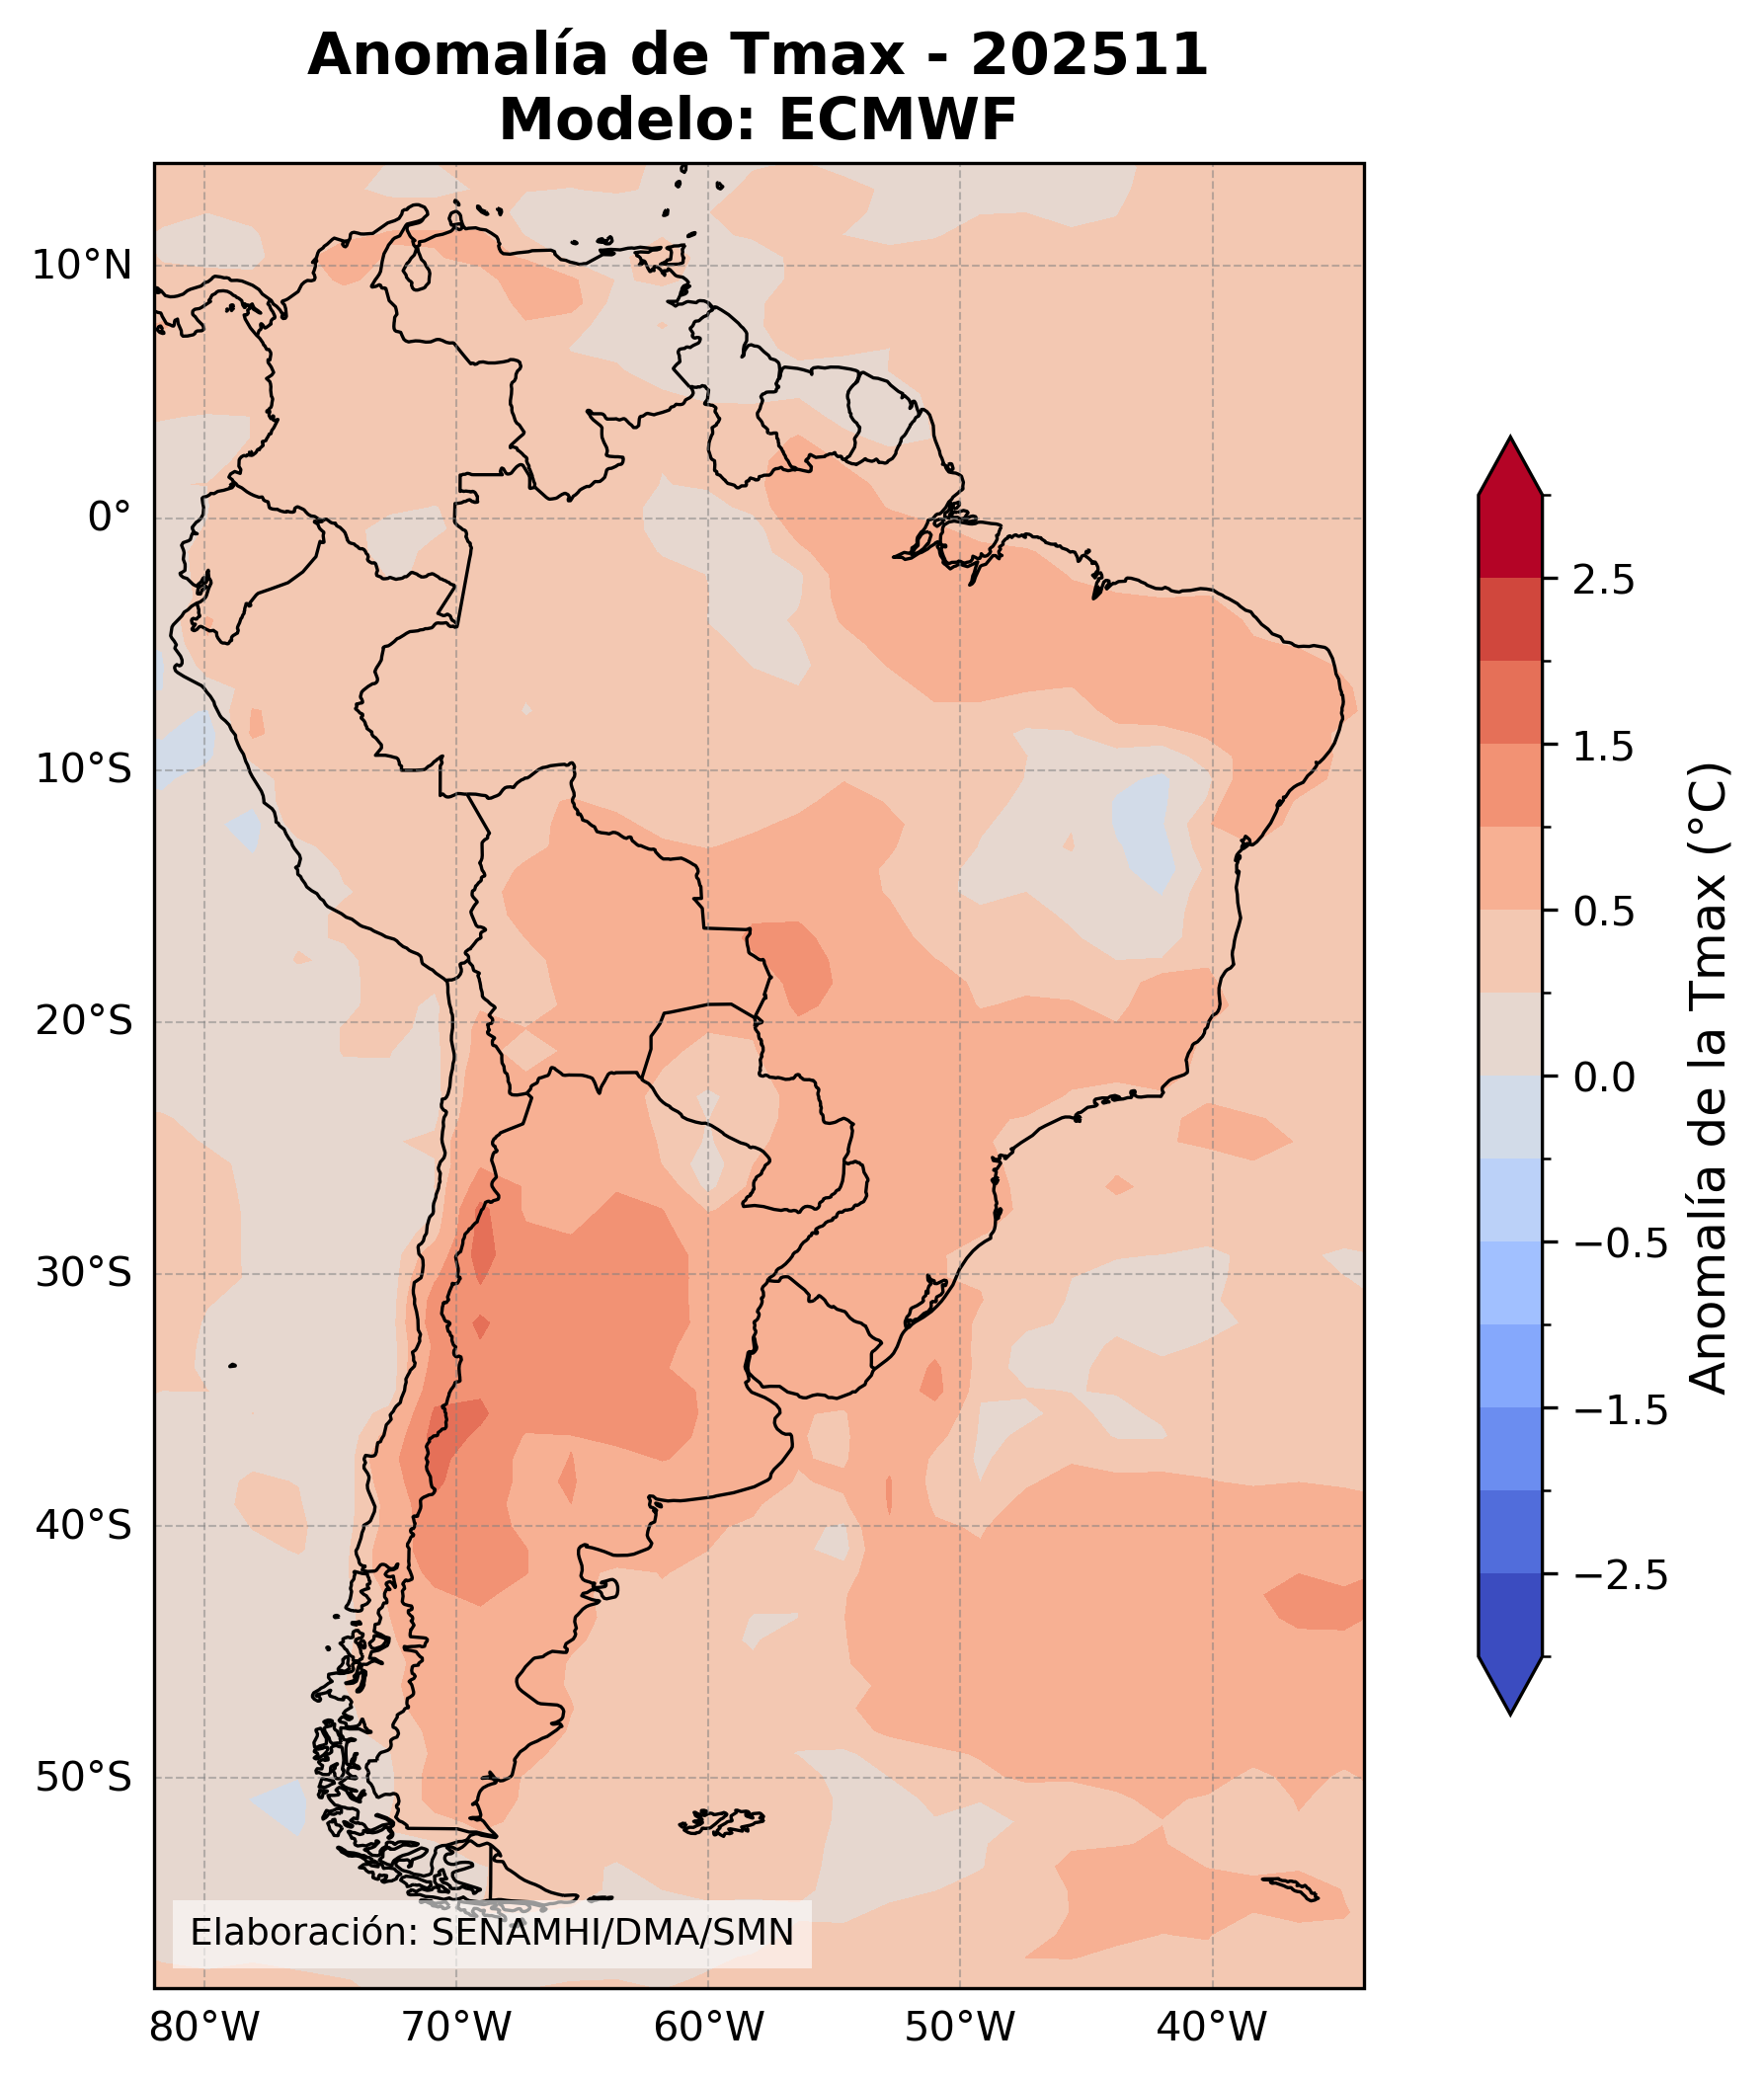 Anomalía de Tmax - 202511
Modelo: ECMWF
10°N
0°
10°S
20°S
30°S
40°S
50°S
80°W
70°W
60°W
50°W
40°W
Elaboración: SENAMHI/DMA/SMN
2.5
1.5
0.5
0.0
−0.5
−1.5
−2.5
Anomalía de la Tmax (°C)